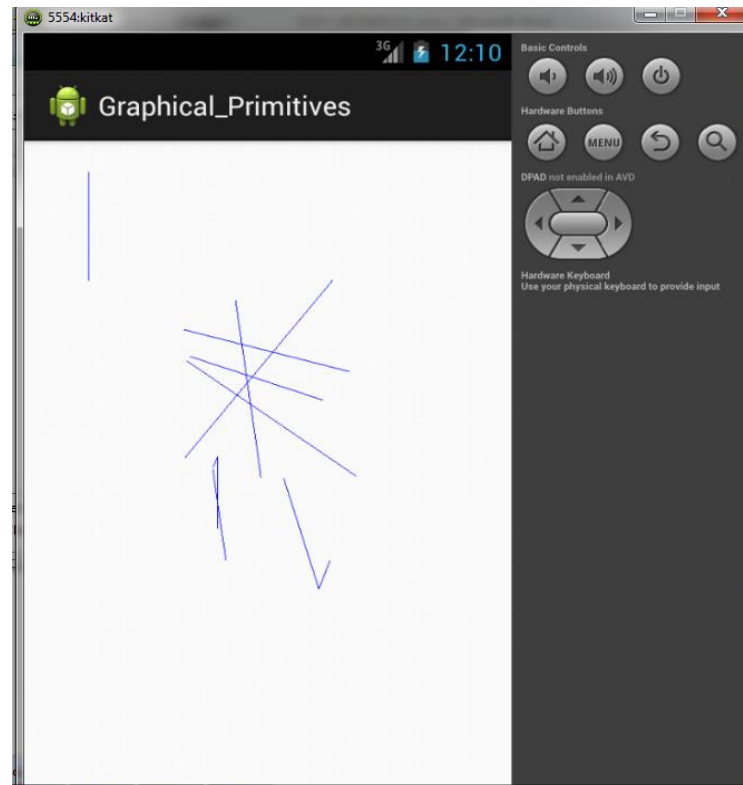 5554:kitkat
3G 12:10
Graphical_Primitives
Basic Controls
Hardware Buttons
MENU
DPAD not enabled in AVD
Hardware Keyboard
Use your physical keyboard to provide input